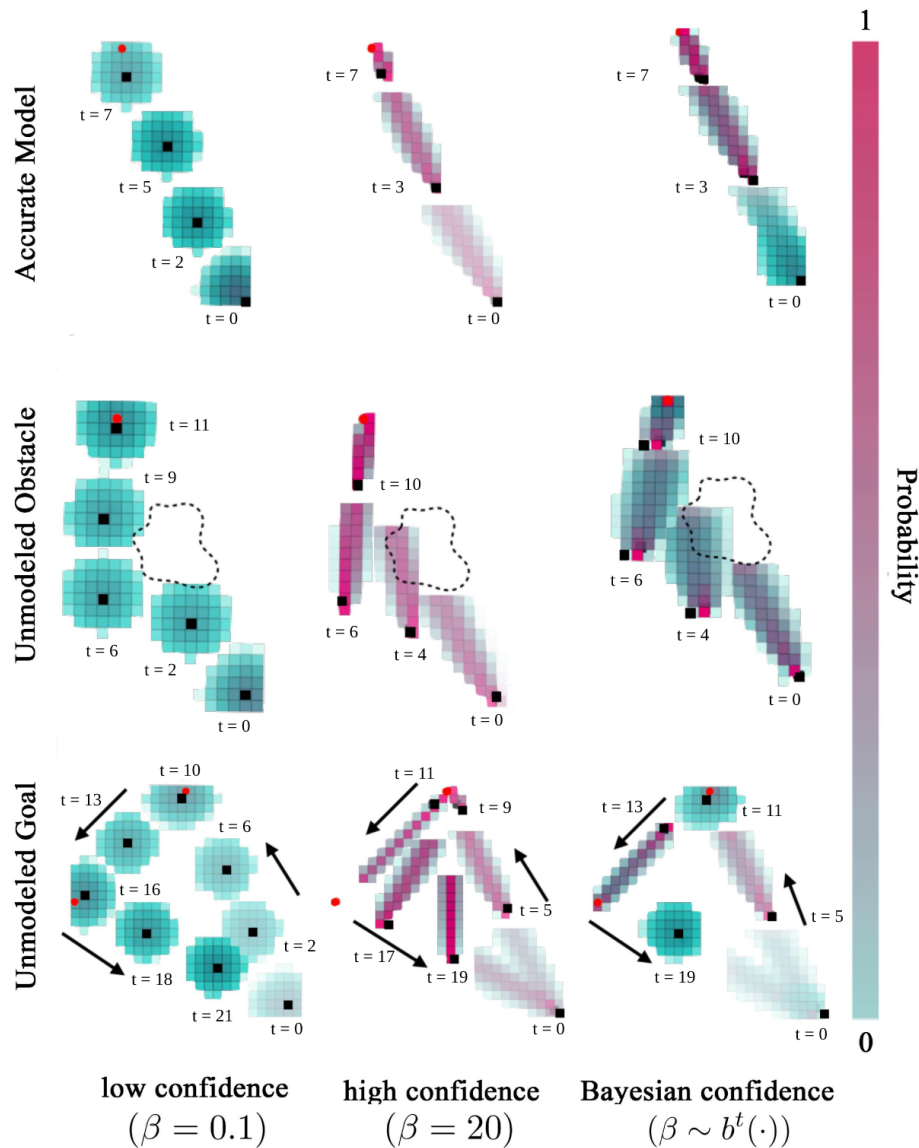 1
Accurate Model
t = 7
t = 5
t = 2
t = 0
t = 7
t = 3
t = 0
t = 7
t = 3
t = 0
Unmodeled Obstacle
t = 11
t = 9
t = 6
t = 2
t = 0
t = 10
t = 6
t = 4
t = 0
t = 10
t = 6
t = 4
t = 0
Probability
Unmodeled Goal
t = 10
t = 13
t = 6
t = 16
t = 2
t = 18
t = 21
t = 0
t = 11
t = 9
t = 5
t = 17
t = 19
t = 0
t = 13
t = 11
t = 5
t = 19
t = 0
0
low confidence
(β = 0.1)
high confidence
(β = 20)
Bayesian confidence
(β ∼ bᵗ(·))